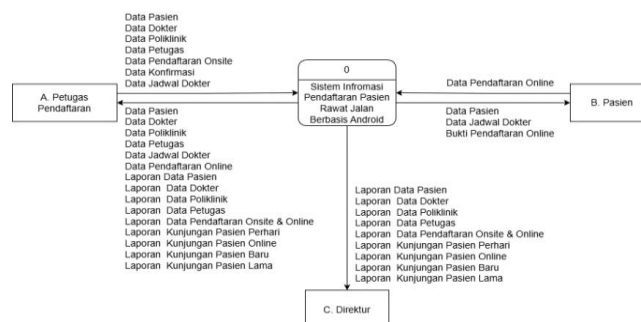 Data Pasien
Data Dokter
Data Poliklinik
Data Petugas
Data Pendaftaran Onsite
Data Konfirmasi
Data Jadwal Dokter
A. Petugas
Pendaftaran
0
Sistem Infromasi
Pendaftaran Pasien
Rawat Jalan
Berbasis Android
Data Pendaftaran Online
B. Pasien
Data Pasien
Data Jadwal Dokter
Bukti Pendaftaran Online
Data Pasien
Data Dokter
Data Poliklinik
Data Petugas
Data Jadwal Dokter
Data Pendaftaran Online
Laporan Data Pasien
Laporan Data Dokter
Laporan Data Poliklinik
Laporan Data Petugas
Laporan Data Pendaftaran Onsite & Online
Laporan Kunjungan Pasien Perhari
Laporan Kunjungan Pasien Online
Laporan Kunjungan Pasien Baru
Laporan Kunjungan Pasien Lama
Laporan Data Pasien
Laporan Data Dokter
Laporan Data Poliklinik
Laporan Data Petugas
Laporan Data Pendaftaran Onsite & Online
Laporan Kunjungan Pasien Perhari
Laporan Kunjungan Pasien Online
Laporan Kunjungan Pasien Baru
Laporan Kunjungan Pasien Lama
C. Direktur